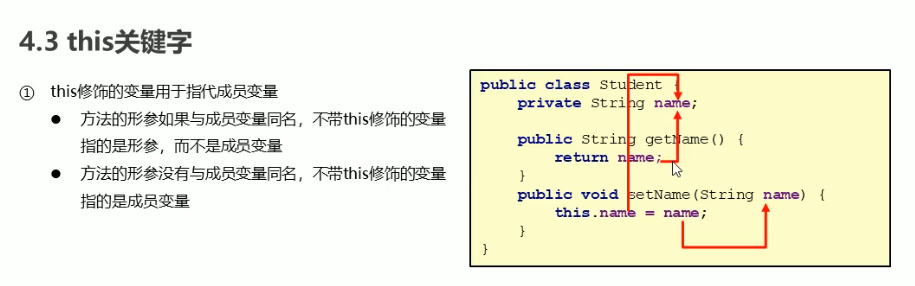 4.3 this关键字
① this修饰的变量用于指代成员变量
● 方法的形参如果与成员变量同名，不带this修饰的变量
指的是形参，而不是成员变量
● 方法的形参没有与成员变量同名，不带this修饰的变量
指的是成员变量
public class Student {
    private String name;
    public String getName() {
        return name;
    }
    public void setName(String name) {
        this.name = name;
    }
}